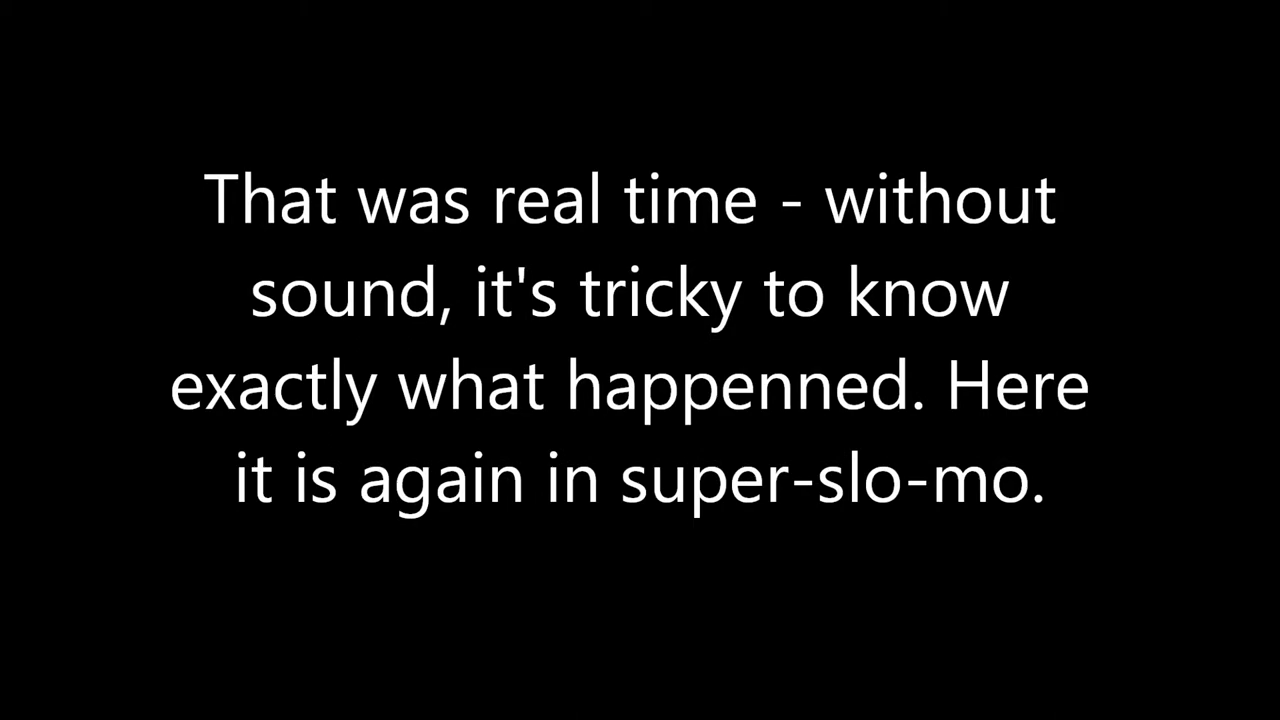 That was real time - without
sound, it's tricky to know
exactly what happenned. Here
it is again in super-slo-mo.